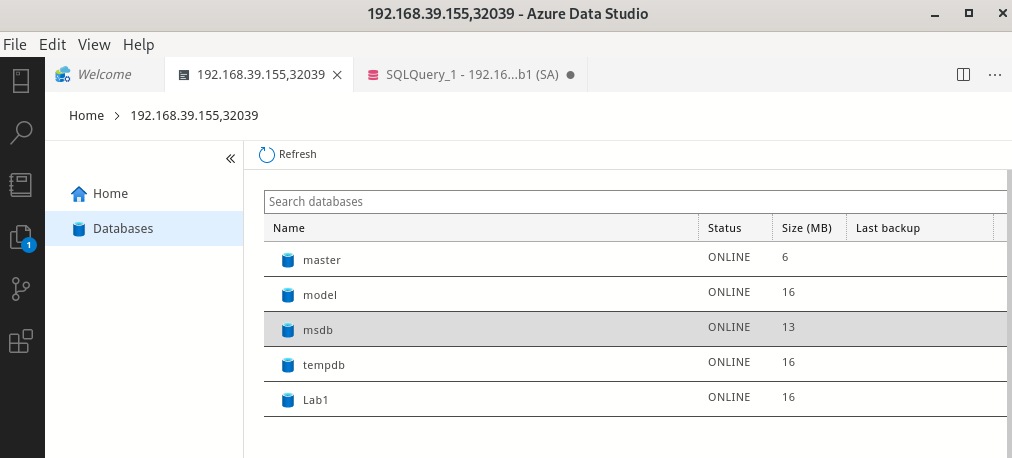 192.168.39.155,32039 - Azure Data Studio
File Edit View Help
Welcome 192.168.39.155,32039 SQLQuery_1 - 192.16...b1 (SA)
Home > 192.168.39.155,32039
Refresh
Home
Databases
1
Search databases
Name Status Size (MB) Last backup
master ONLINE 6
model ONLINE 16
msdb ONLINE 13
tempdb ONLINE 16
Lab1 ONLINE 16